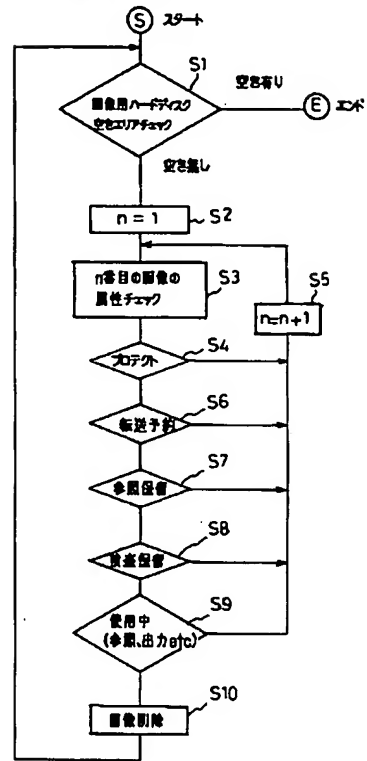 S スタート
S1
画像用ハードディスク
空きエリアチェック
空き有り
E エンド
空き無し
n = 1
S2
n番目の画像の
属性チェック
S3
S5
n=n+1
S4
プロテクト
S6
転送予約
S7
参照保留
S8
検査保留
S9
使用中
(参照、出力etc)
S10
画像削除